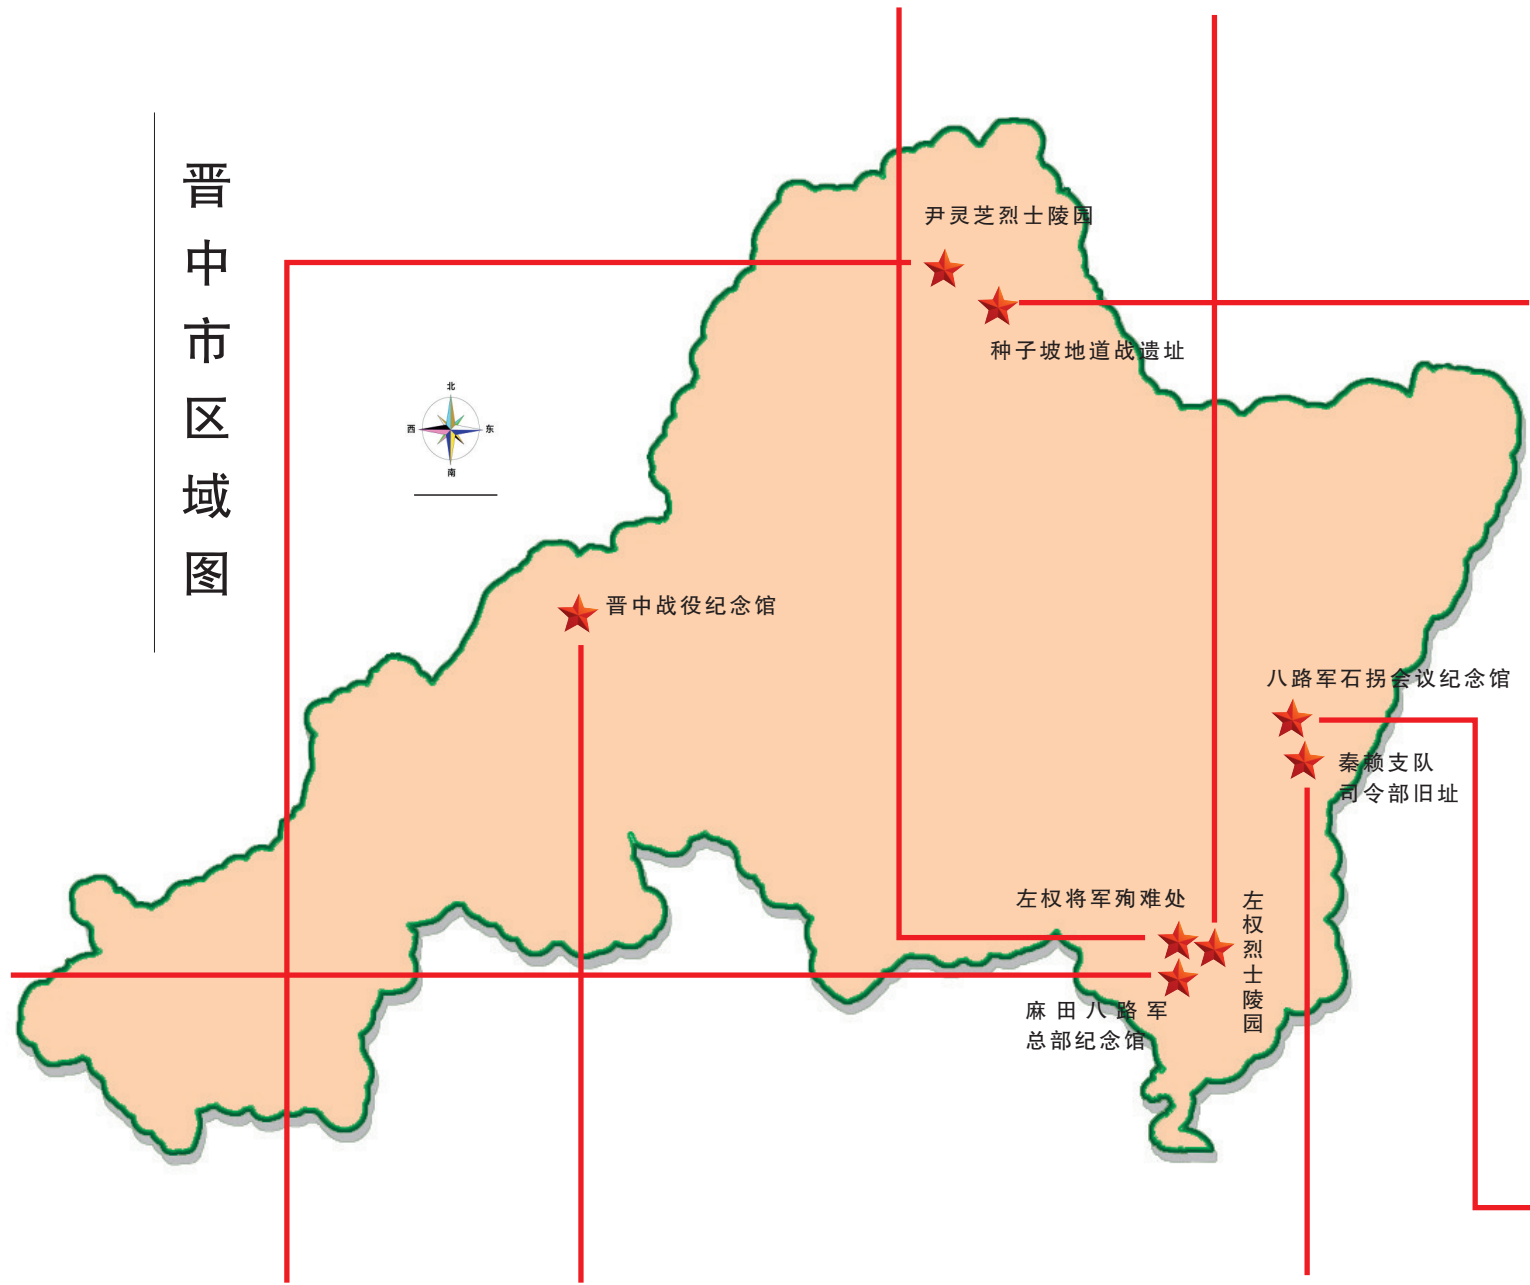 晋中市区域图
北
西
东
南
尹灵芝烈士陵园
种子坡地道战遗址
晋中战役纪念馆
八路军石拐会议纪念馆
秦赖支队
司令部旧址
左权将军殉难处
左权烈士陵园
麻田八路军
总部纪念馆